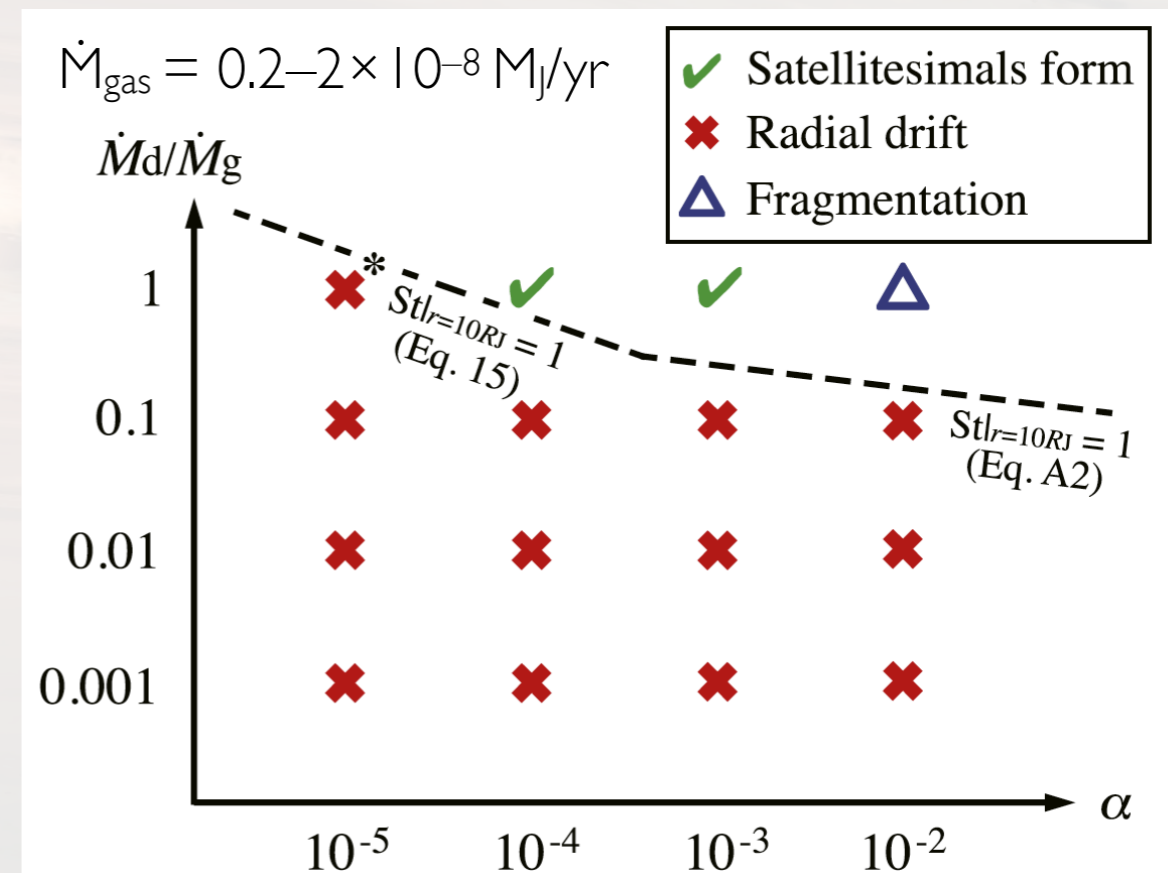 Ṁgas = 0.2–2×10–8 MJ/yr
✔ Satellitesimals form
✖ Radial drift
△ Fragmentation
Ṁd/Ṁg
1
0.1
0.01
0.001
*
St|r=10RJ = 1
(Eq. 15)
St|r=10RJ = 1
(Eq. A2)
α
10-5 10-4 10-3 10-2